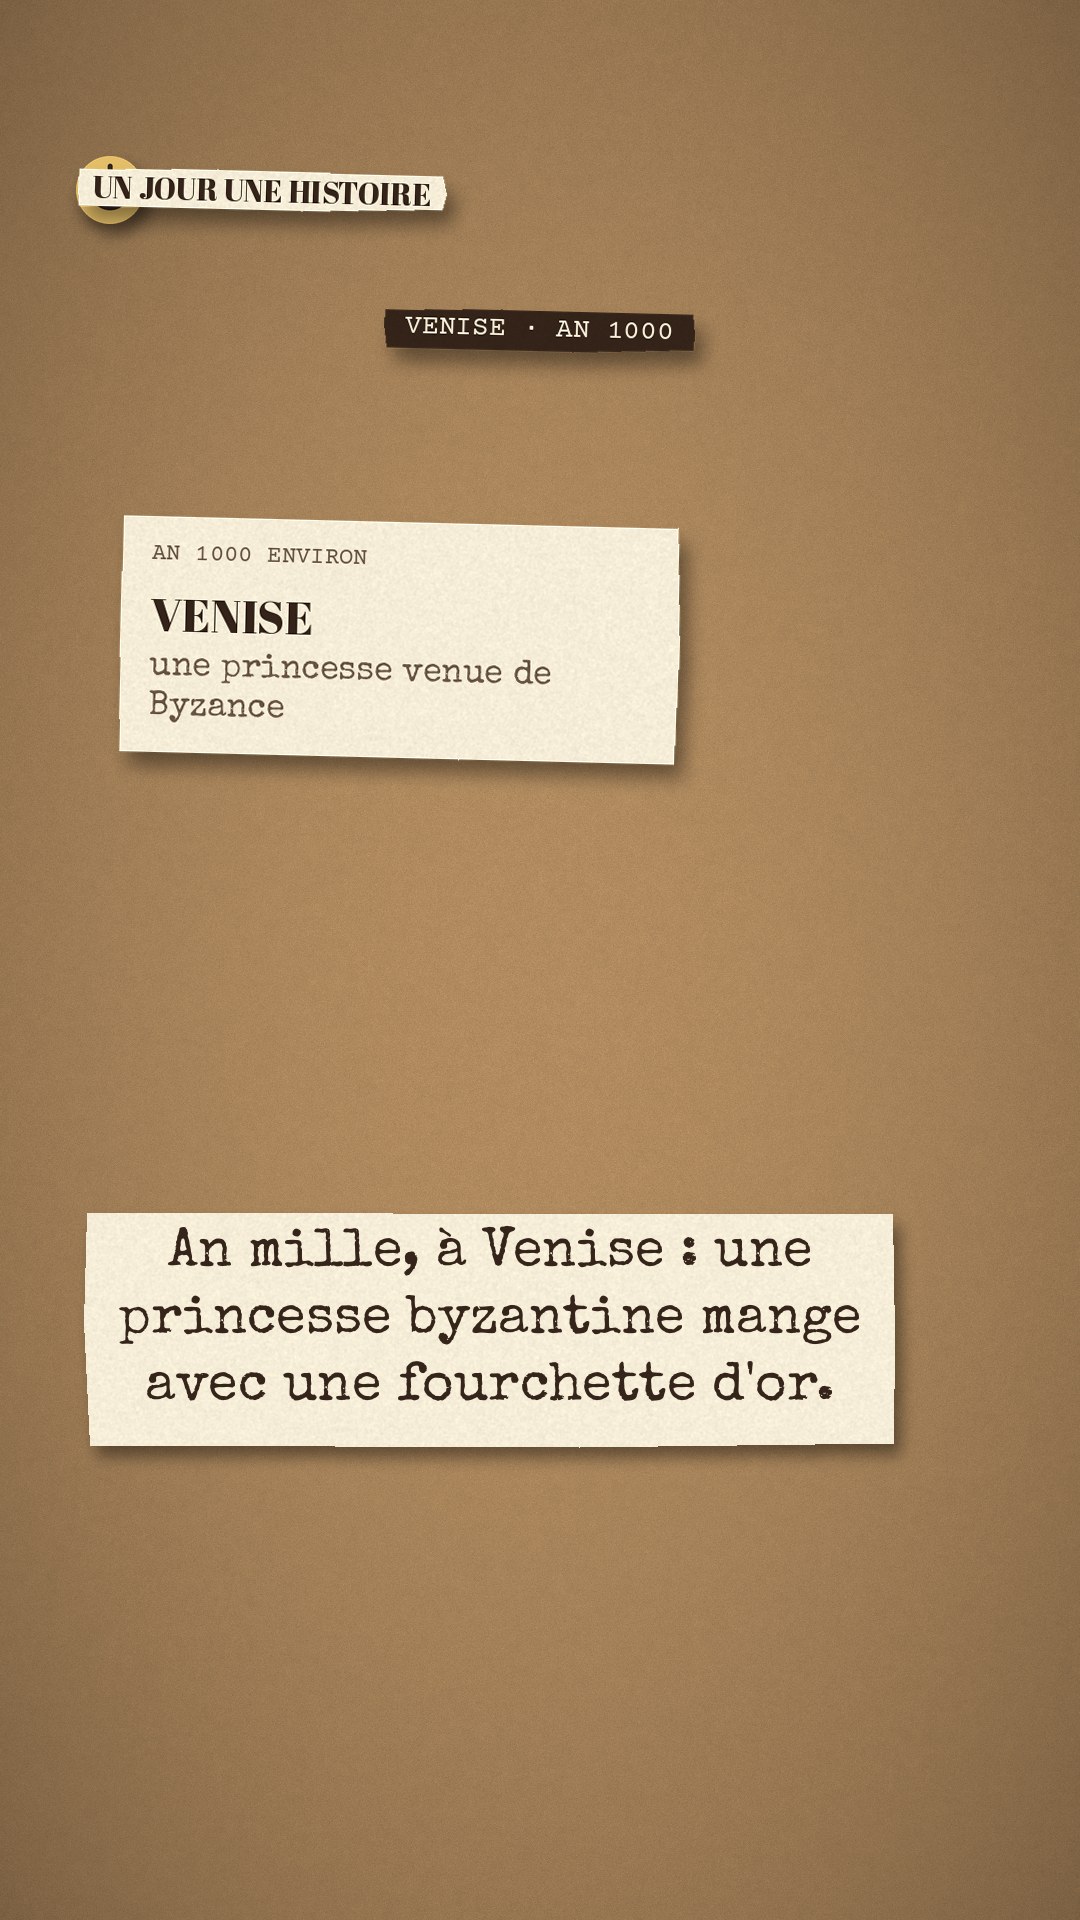 UN JOUR UNE HISTOIRE
VENISE · AN 1000
AN 1000 ENVIRON
VENISE
une princesse venue de
Byzance
An mille, à Venise : une
princesse byzantine mange
avec une fourchette d'or.